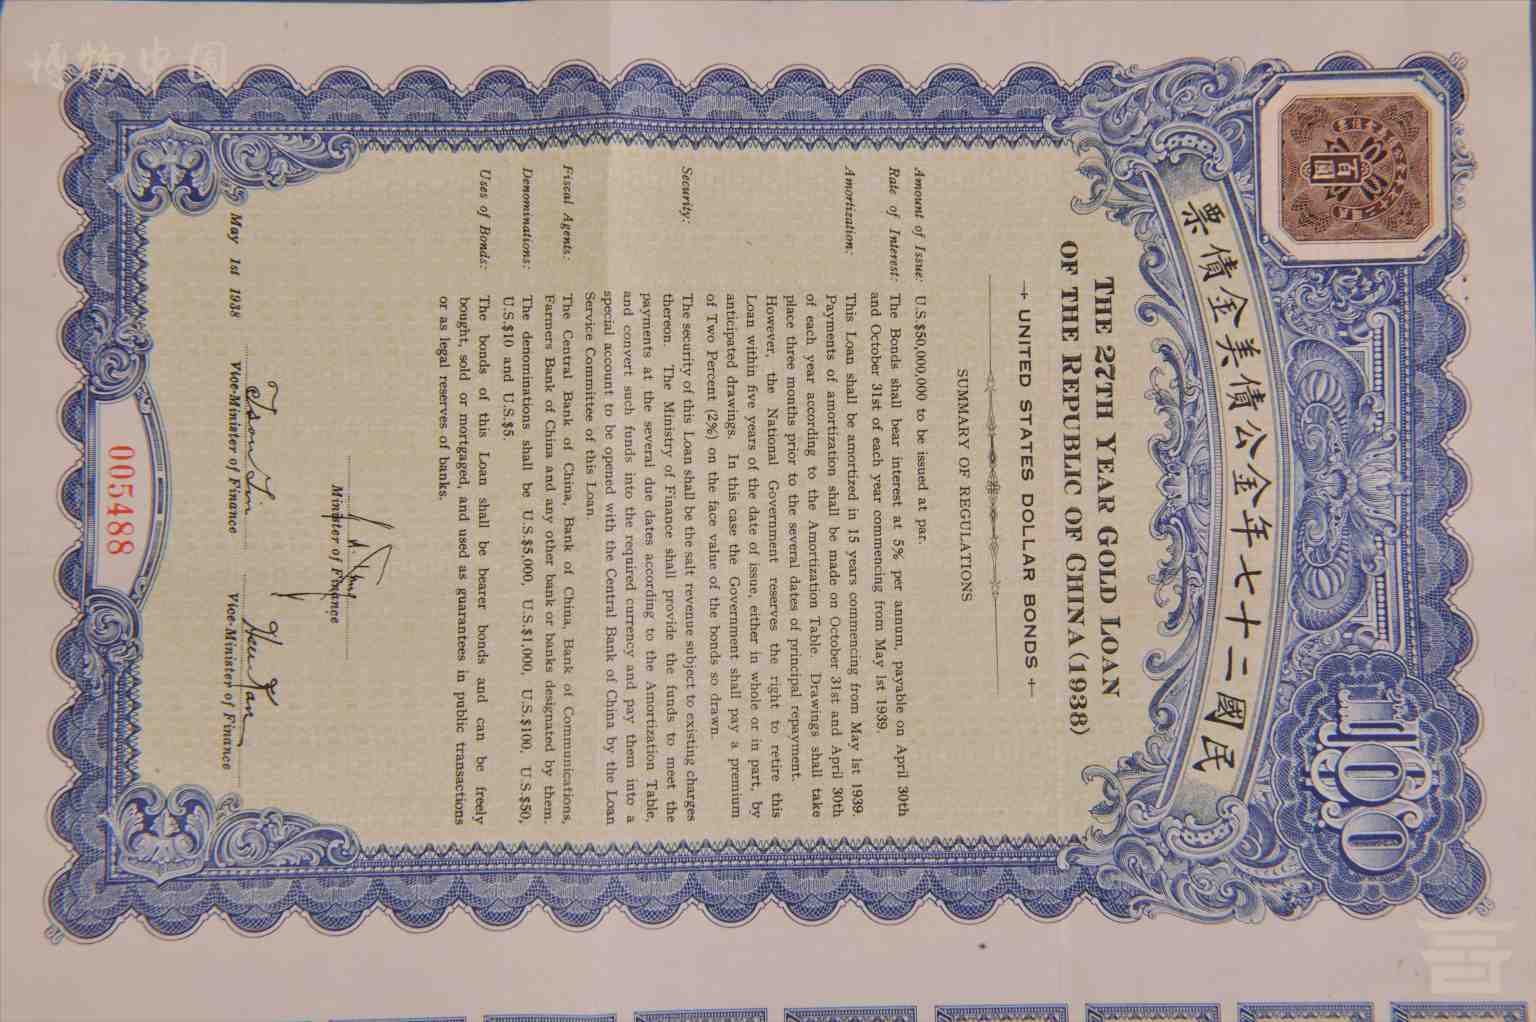 博物中国
百圓
100
民國二十七年金公債美金債票
THE 27TH YEAR GOLD LOAN
OF THE REPUBLIC OF CHINA (1938)
UNITED STATES DOLLAR BONDS
SUMMARY OF REGULATIONS
Amount of Issue: U.S.$50,000,000 to be issued at par.
Rate of Interest: The Bonds shall bear interest at 5% per annum, payable on April 30th
and October 31st of each year commencing from May 1st 1939.
Amortization: This Loan shall be amortized in 15 years commencing from May 1st 1939.
Payments of amortization shall be made on October 31st and April 30th
of each year according to the Amortization Table. Drawings shall take
place three months prior to the several dates of principal repayment.
However, the National Government reserves the right to retire this
Loan within five years of the date of issue, either in whole or in part, by
anticipated drawings. In this case the Government shall pay a premium
of Two Percent (2%) on the face value of the bonds so drawn.
Security: The security of this Loan shall be the salt revenue subject to existing charges
thereon. The Ministry of Finance shall provide the funds to meet the
payments at the several due dates according to the Amortization Table,
and convert such funds into the required currency and pay them into a
special account to be opened with the Central Bank of China by the Loan
Service Committee of this Loan.
Fiscal Agents: The Central Bank of China, Bank of China, Bank of Communications,
Farmers Bank of China and any other bank or banks designated by them.
Denominations: The denominations shall be U.S.$5,000, U.S.$1,000, U.S.$100, U.S.$50,
U.S.$10 and U.S.$5.
Uses of Bonds: The bonds of this Loan shall be bearer bonds and can be freely
bought, sold or mortgaged, and used as guarantees in public transactions
or as legal reserves of banks.
Minister of Finance
May 1st 1938
Vice-Minister of Finance
Vice-Minister of Finance
005488